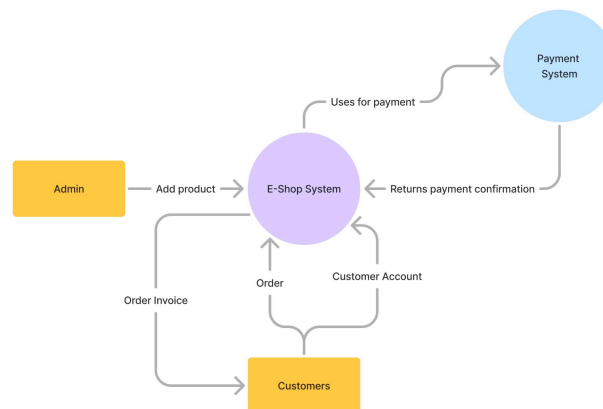 Payment
System
Uses for payment
Admin
Add product
E-Shop System
Returns payment confirmation
Order
Customer Account
Order Invoice
Customers